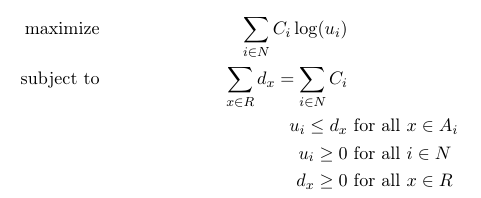 maximize ∑_{i∈N} C_i log(u_i)
subject to ∑_{x∈R} d_x = ∑_{i∈N} C_i
u_i ≤ d_x for all x ∈ A_i
u_i ≥ 0 for all i ∈ N
d_x ≥ 0 for all x ∈ R